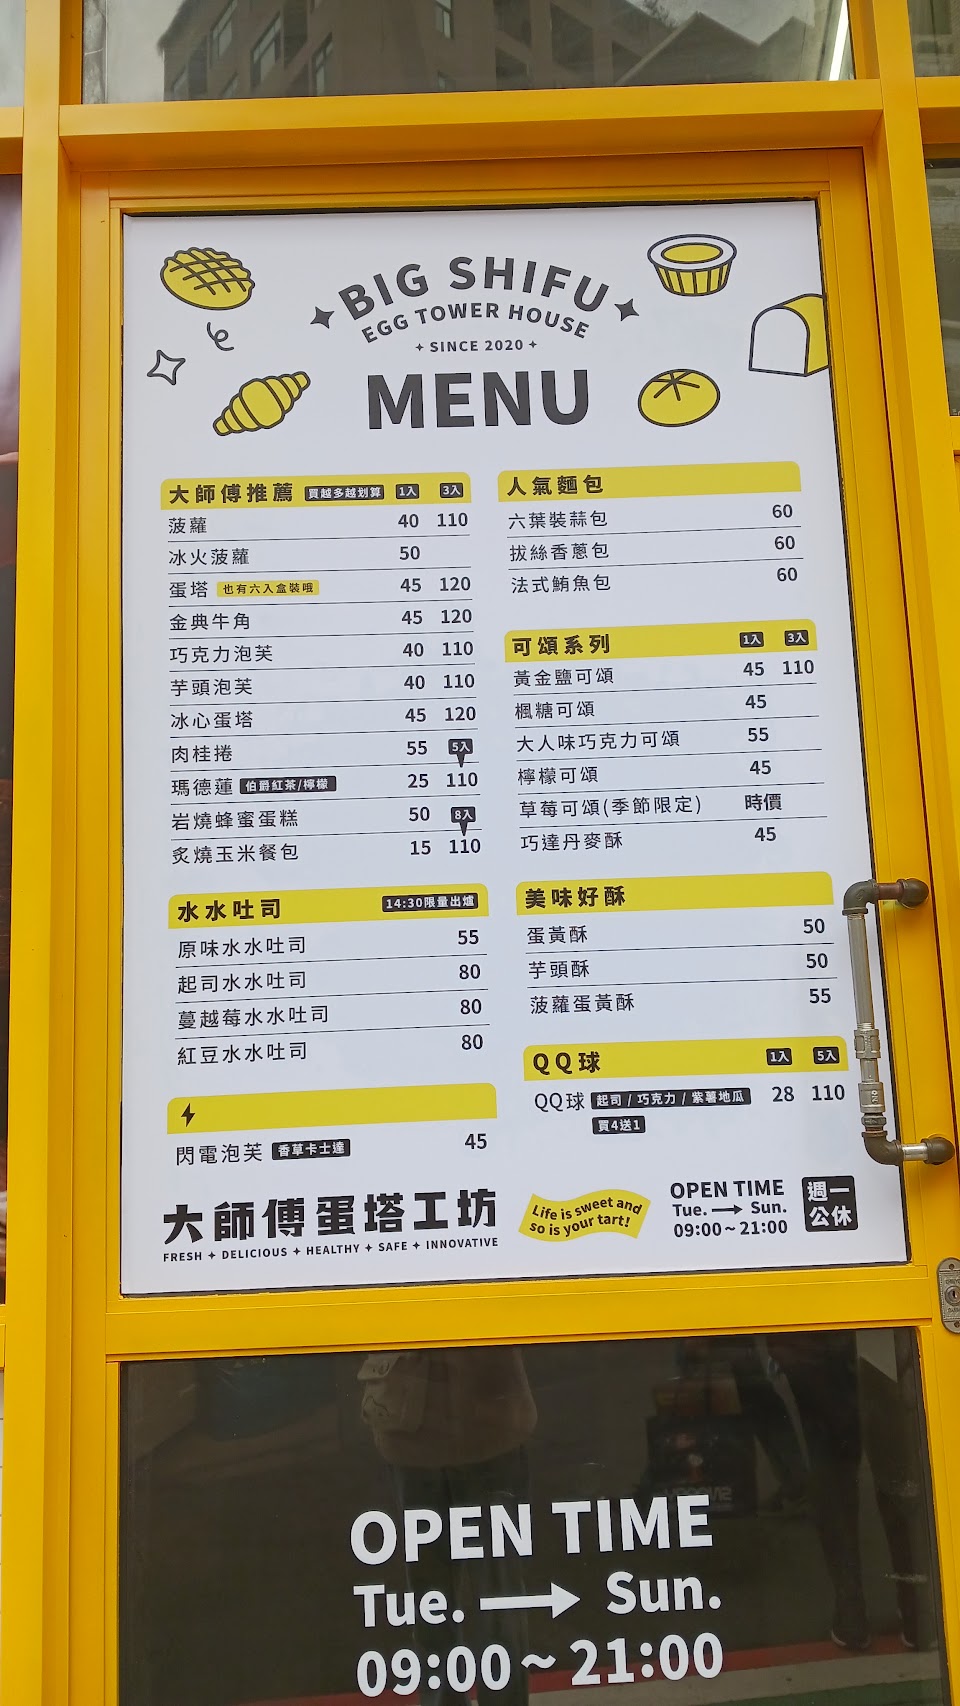 BIG SHIFU
EGG TOWER HOUSE
SINCE 2020
MENU
大師傅推薦 買越多越划算 1入 3入
菠蘿 40 110
冰火菠蘿 50
蛋塔 也有六入盒裝哦 45 120
金典牛角 45 120
巧克力泡芙 40 110
芋頭泡芙 40 110
冰心蛋塔 45 120
肉桂捲 55 5入
瑪德蓮 伯爵紅茶/檸檬 25 110
岩燒蜂蜜蛋糕 50 8入
炙燒玉米餐包 15 110
水水吐司 14:30限量出爐
原味水水吐司 55
起司水水吐司 80
蔓越莓水水吐司 80
紅豆水水吐司 80
閃電泡芙 香草卡士達 45
人氣麵包
六葉裝蒜包 60
拔絲香蔥包 60
法式鮪魚包 60
可頌系列 1入 3入
黃金鹽可頌 45 110
楓糖可頌 45
大人味巧克力可頌 55
檸檬可頌 45
草莓可頌(季節限定) 時價
巧達丹麥酥 45
美味好酥
蛋黃酥 50
芋頭酥 50
菠蘿蛋黃酥 55
QQ球 1入 5入
QQ球 起司 / 巧克力 / 紫薯地瓜 28 110
買4送1
大師傅蛋塔工坊
FRESH + DELICIOUS + HEALTHY + SAFE + INNOVATIVE
Life is sweet and
so is your tart!
OPEN TIME
Tue. → Sun.
09:00~21:00
週一
公休
OPEN TIME
Tue. → Sun.
09:00~21:00